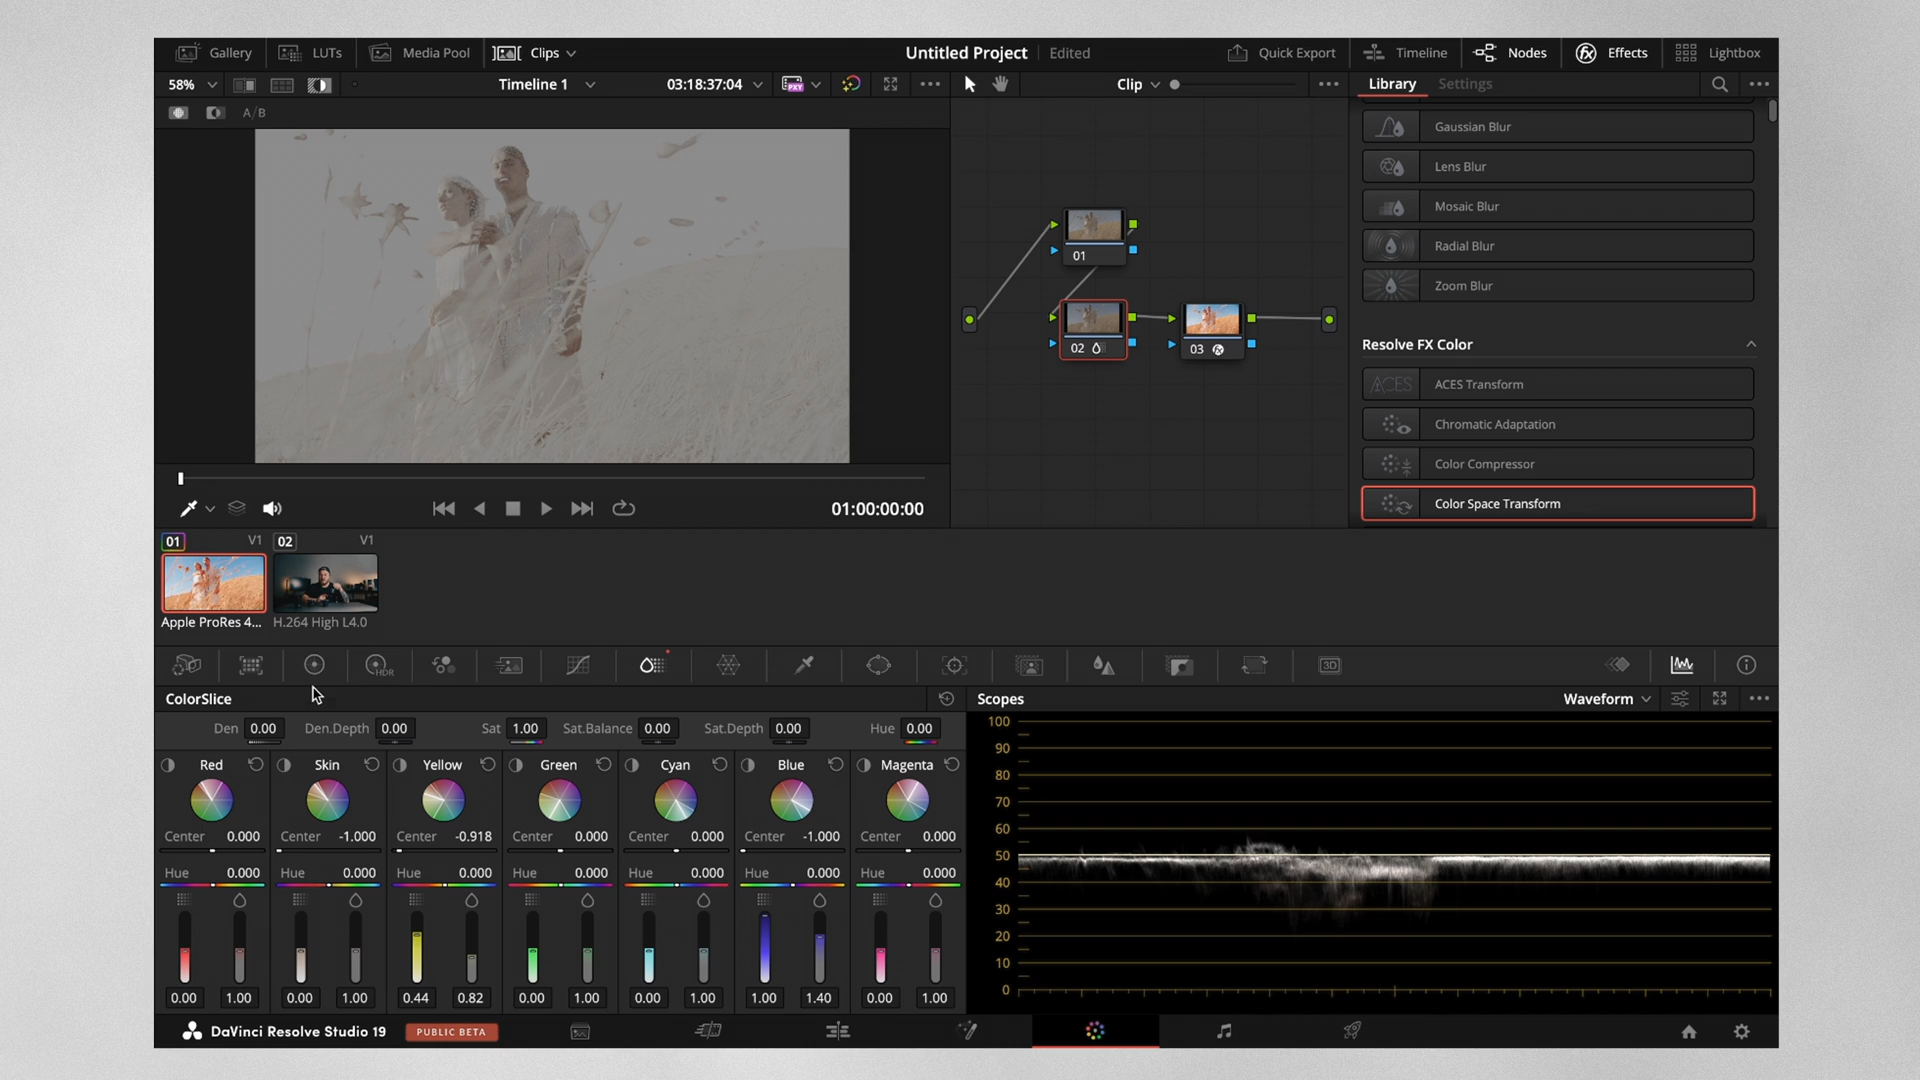 Gallery LUTs Media Pool Clips Untitled Project Edited Quick Export Timeline Nodes Effects Lightbox
58% Timeline 1 03:18:37:04 PXY Clip Library Settings
A/B
Gaussian Blur
Lens Blur
Mosaic Blur
Radial Blur
Zoom Blur
01
02
03
Resolve FX Color
ACES ACES Transform
Chromatic Adaptation
Color Compressor
Color Space Transform
01:00:00:00
01 V1 02 V1
Apple ProRes 4... H.264 High L4.0
HDR 3D
ColorSlice
Den 0.00 Den.Depth 0.00 Sat 1.00 Sat.Balance 0.00 Sat.Depth 0.00 Hue 0.00
Red Skin Yellow Green Cyan Blue Magenta
Center 0.000 Center -1.000 Center -0.918 Center 0.000 Center 0.000 Center -1.000 Center 0.000
Hue 0.000 Hue 0.000 Hue 0.000 Hue 0.000 Hue 0.000 Hue 0.000 Hue 0.000
0.00 1.00 0.00 1.00 0.44 0.82 0.00 1.00 0.00 1.00 1.00 1.40 0.00 1.00
Scopes Waveform
100
90
80
70
60
50
40
30
20
10
0
DaVinci Resolve Studio 19 PUBLIC BETA